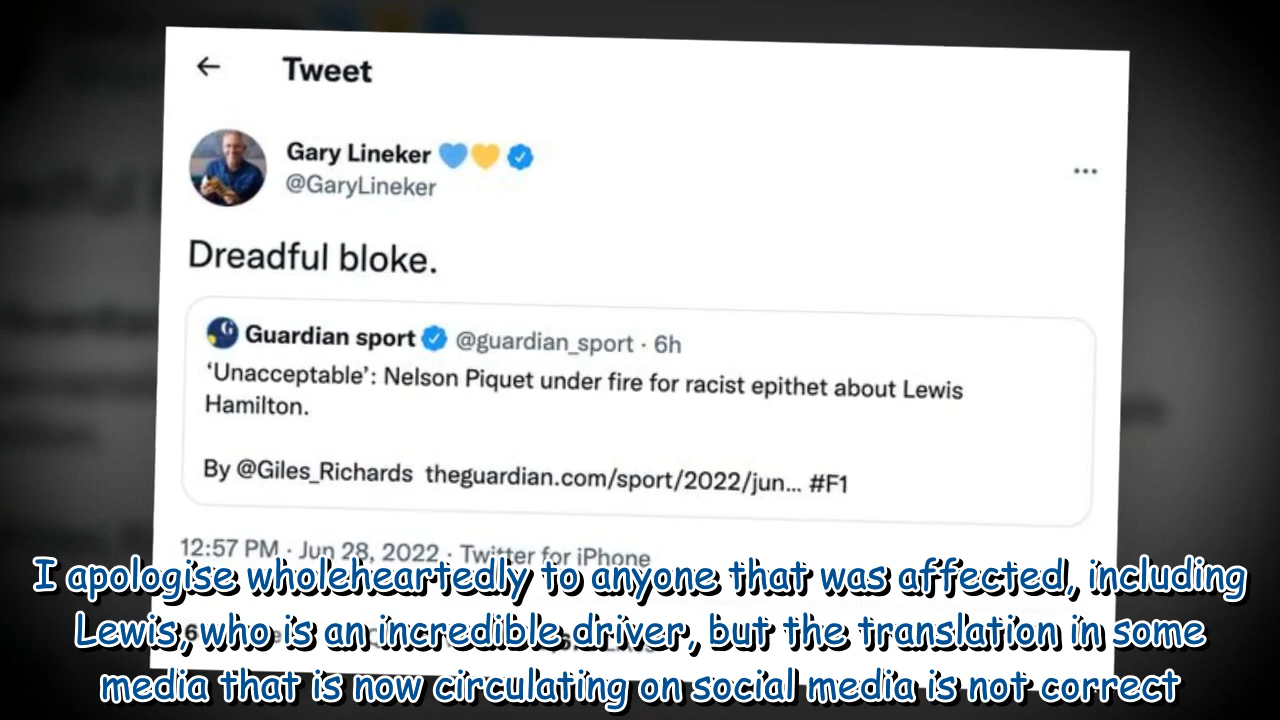 Tweet
Gary Lineker 💙💛
@GaryLineker
Dreadful bloke.
Guardian sport @guardian_sport · 6h
‘Unacceptable’: Nelson Piquet under fire for racist epithet about Lewis
Hamilton.
By @Giles_Richards theguardian.com/sport/2022/jun... #F1
12:57 PM · Jun 28, 2022 · Twitter for iPhone
I apologise wholeheartedly to anyone that was affected, including
Lewis, who is an incredible driver, but the translation in some
media that is now circulating on social media is not correct